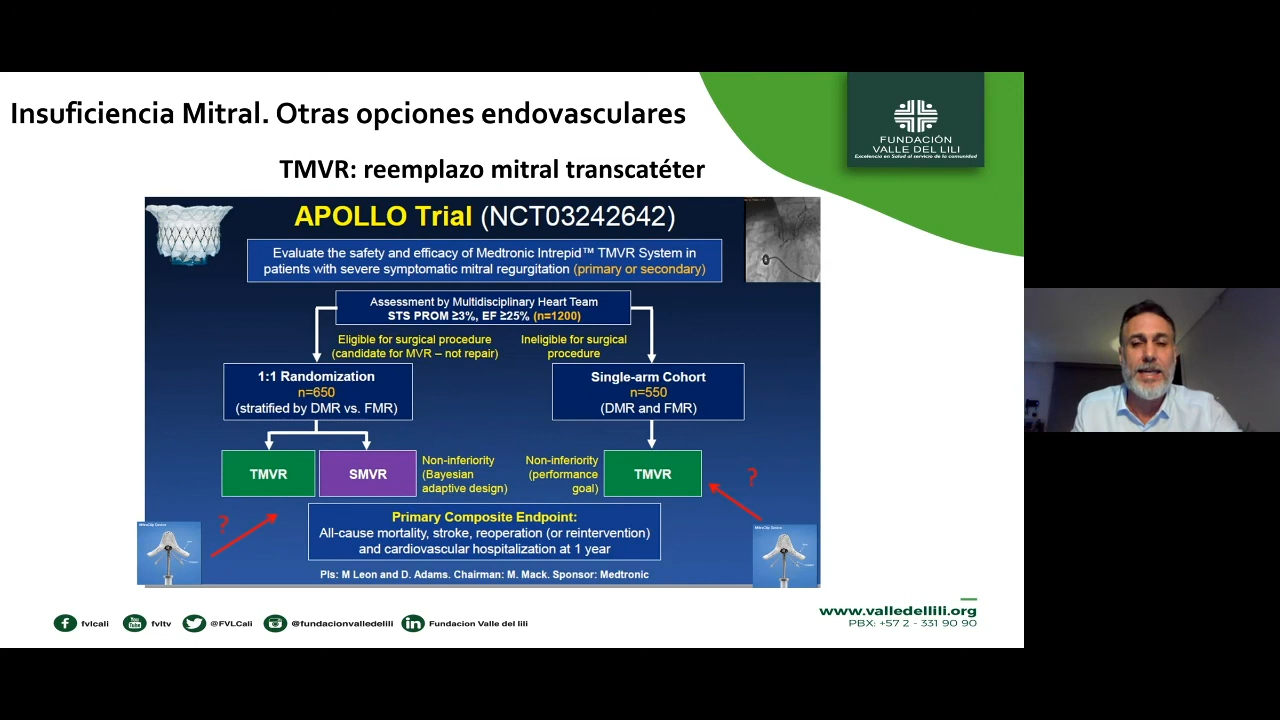 Insuficiencia Mitral. Otras opciones endovasculares
FUNDACIÓN
VALLE DEL LILI
Excelencia en Salud al servicio de la comunidad
TMVR: reemplazo mitral transcatéter
APOLLO Trial (NCT03242642)
Evaluate the safety and efficacy of Medtronic Intrepid™ TMVR System in
patients with severe symptomatic mitral regurgitation (primary or secondary)
Assessment by Multidisciplinary Heart Team
STS PROM ≥3%, EF ≥25% (n=1200)
Eligible for surgical procedure
(candidate for MVR – not repair)
Ineligible for surgical
procedure
1:1 Randomization
n=650
(stratified by DMR vs. FMR)
Single-arm Cohort
n=550
(DMR and FMR)
TMVR
SMVR
Non-inferiority
(Bayesian
adaptive design)
Non-inferiority
(performance
goal)
TMVR
?
?
Primary Composite Endpoint:
All-cause mortality, stroke, reoperation (or reintervention)
and cardiovascular hospitalization at 1 year
PIs: M Leon and D. Adams. Chairman: M. Mack. Sponsor: Medtronic
MitraClip Device
MitraClip Device
fvlcali
fvltv
@FVLCali
@fundacionvalledellili
Fundacion Valle del lili
www.valledellili.org
PBX: +57 2 - 331 90 90